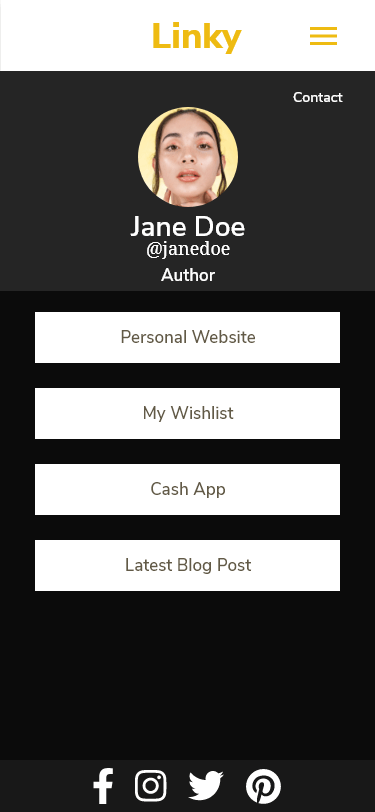 Linky
Contact
Jane Doe
@janedoe
Author
Personal Website
My Wishlist
Cash App
Latest Blog Post